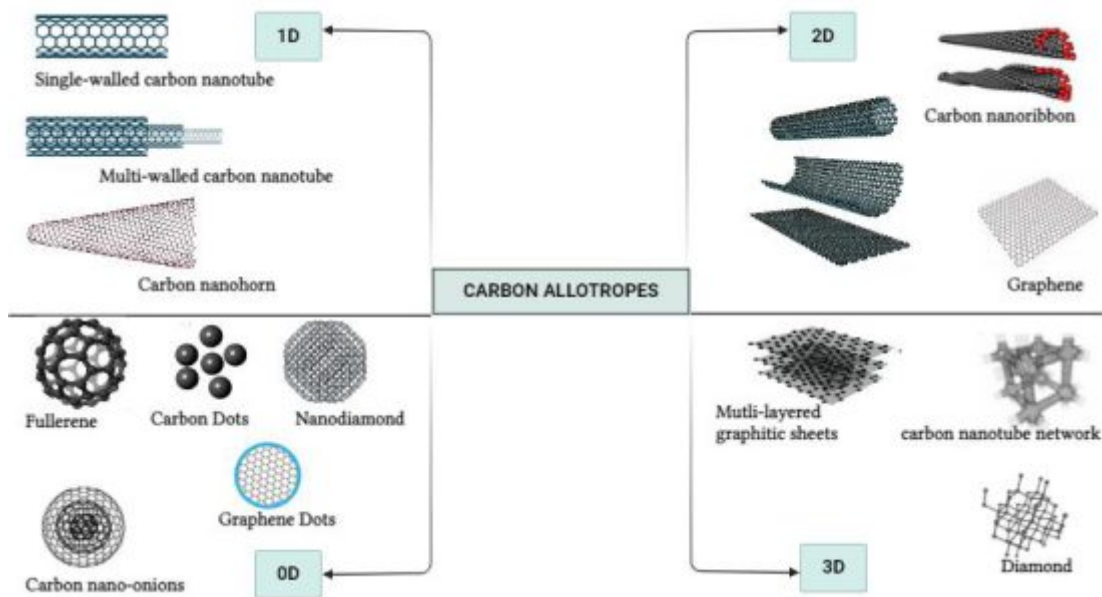 1D
Single-walled carbon nanotube
Multi-walled carbon nanotube
Carbon nanohorn
2D
Carbon nanoribbon
Graphene
CARBON ALLOTROPES
Fullerene
Carbon Dots
Nanodiamond
Graphene Dots
Carbon nano-onions
0D
Mutli-layered
graphitic sheets
carbon nanotube network
Diamond
3D